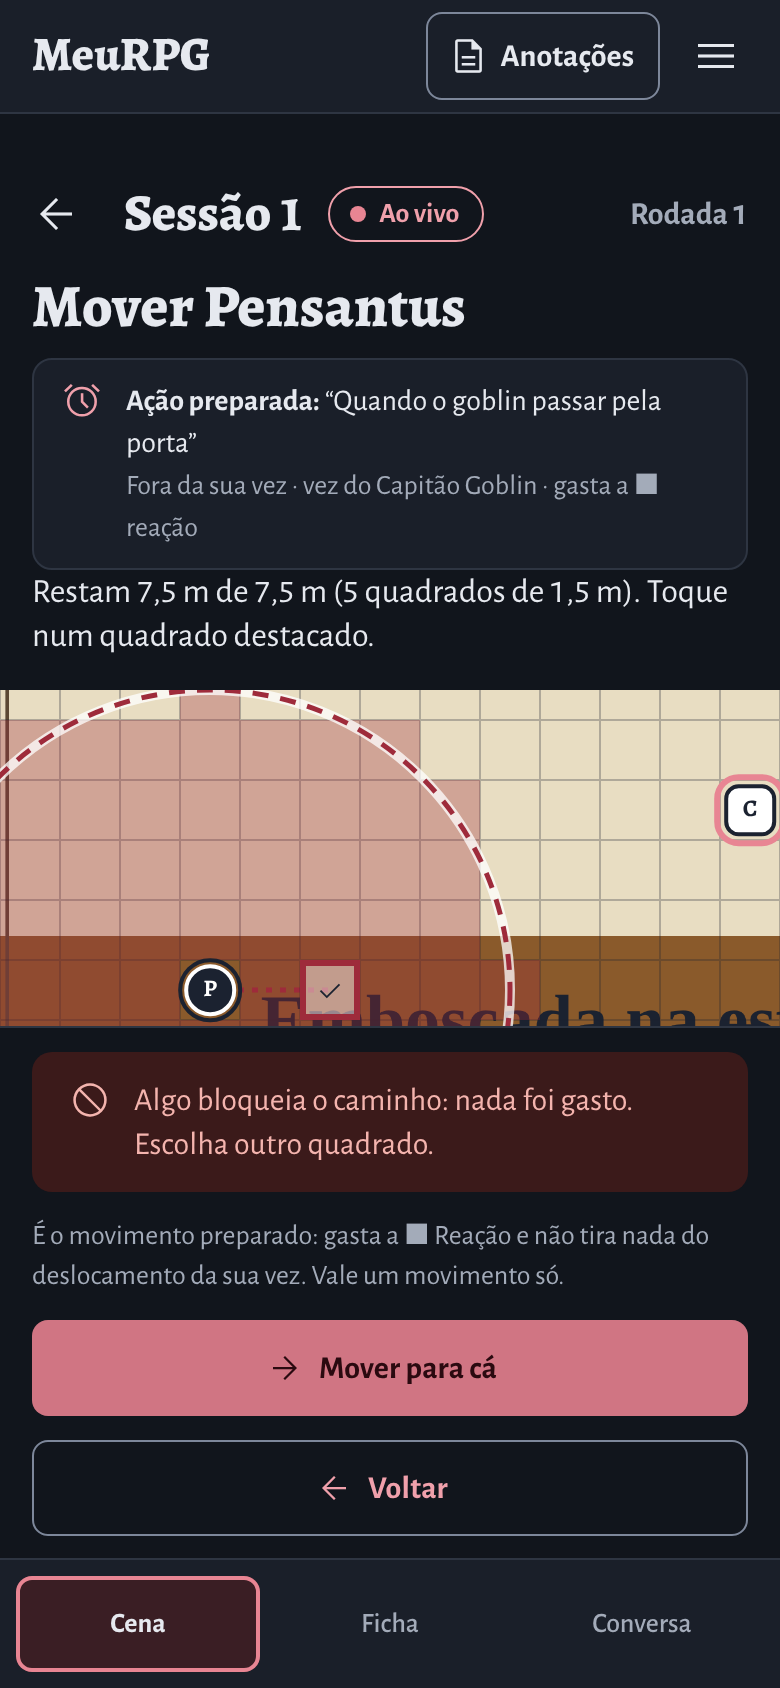 MeuRPG
Anotações
Sessão 1
Ao vivo
Rodada 1
Mover Pensantus
Ação preparada: “Quando o goblin passar pela
porta”
Fora da sua vez · vez do Capitão Goblin · gasta a
reação
Restam 7,5 m de 7,5 m (5 quadrados de 1,5 m). Toque
num quadrado destacado.
C
P
Emboscada na
Algo bloqueia o caminho: nada foi gasto.
Escolha outro quadrado.
É o movimento preparado: gasta a ■ Reação e não tira nada do
deslocamento da sua vez. Vale um movimento só.
Mover para cá
Voltar
Cena
Ficha
Conversa